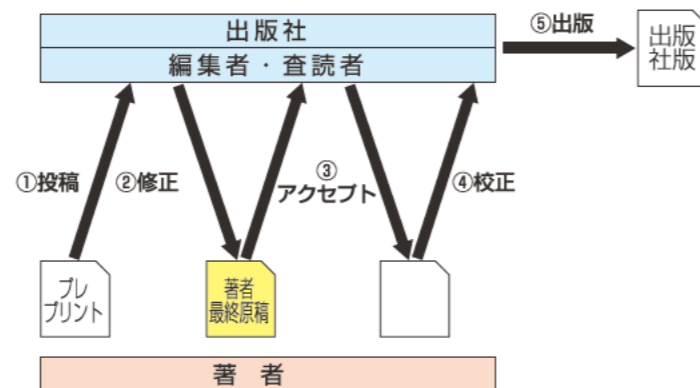 出版社
編集者・査読者
⑤出版
出版
社版
①投稿
②修正
③
アクセプト
④校正
プレ
プリント
著者
最終原稿
著者